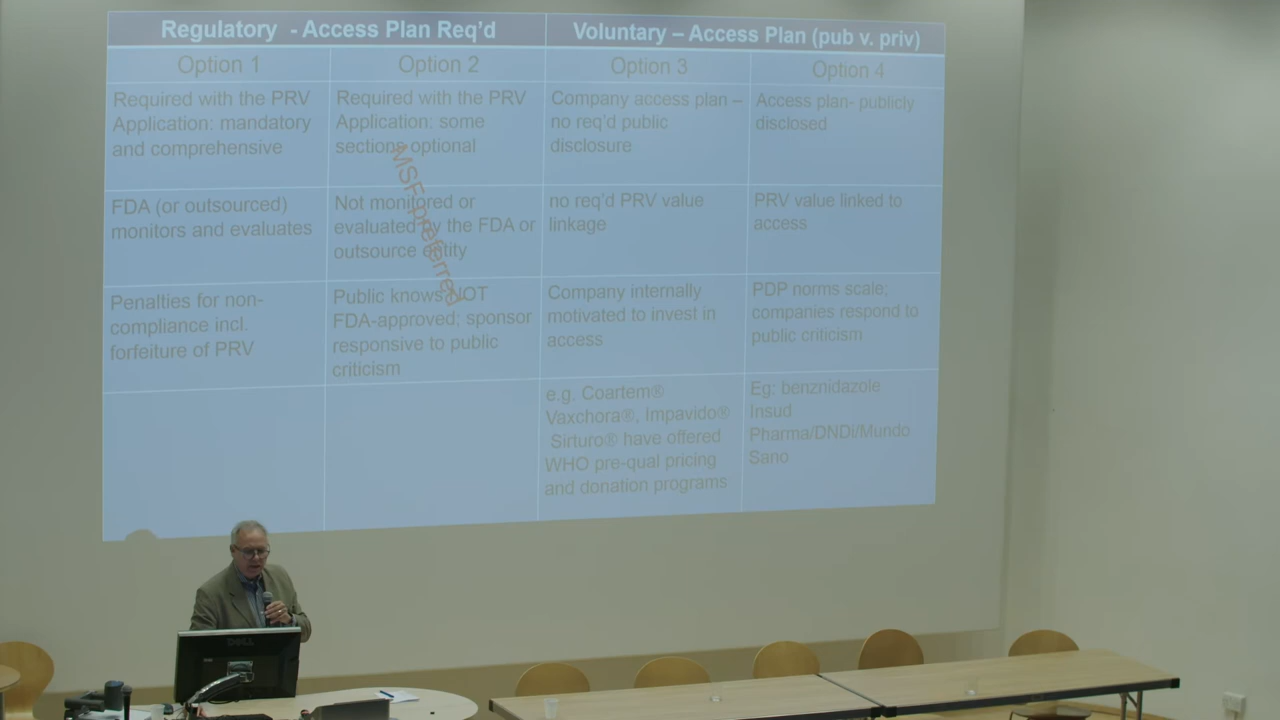 Regulatory - Access Plan Req'd
Voluntary – Access Plan (pub v. priv)
Option 1
Option 2
Option 3
Option 4
Required with the PRV
Application: mandatory
and comprehensive
Required with the PRV
Application: some
sections optional
Company access plan –
no req'd public
disclosure
Access plan- publicly
disclosed
FDA (or outsourced)
monitors and evaluates
Not monitored or
evaluated by the FDA or
outsource entity
no req'd PRV value
linkage
PRV value linked to
access
Penalties for non-
compliance incl.
forfeiture of PRV
Public knows NOT
FDA-approved; sponsor
responsive to public
criticism
Company internally
motivated to invest in
access
PDP norms scale;
companies respond to
public criticism
e.g. Coartem®
Vaxchora®, Impavido®
Sirturo® have offered
WHO pre-qual pricing
and donation programs
Eg: benznidazole
Insud
Pharma/DNDi/Mundo
Sano
MSF preferred
DELL